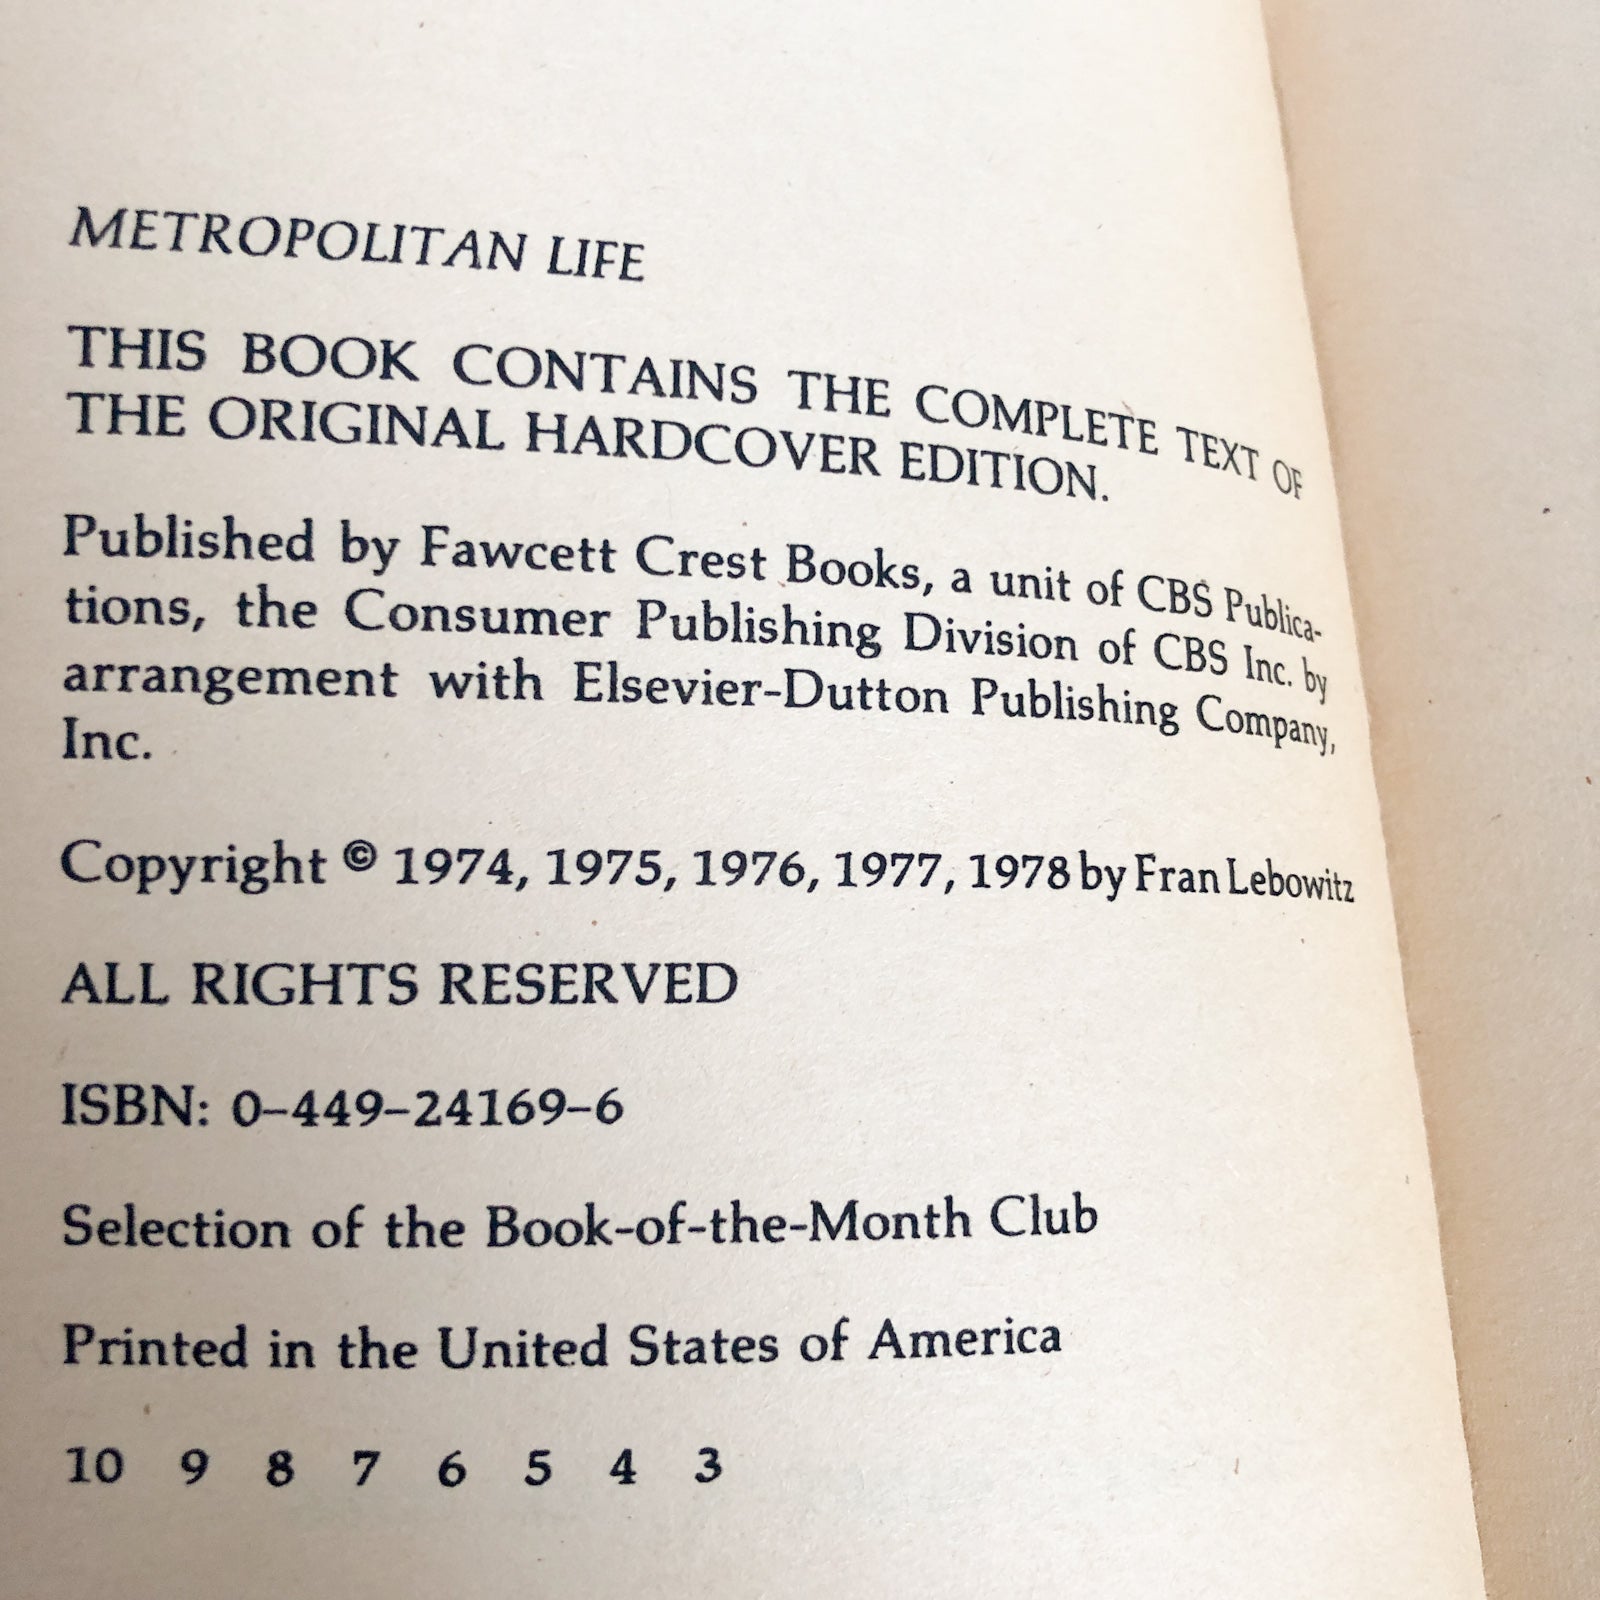 METROPOLITAN LIFE
THIS BOOK CONTAINS THE COMPLETE TEXT OF
THE ORIGINAL HARDCOVER EDITION.
Published by Fawcett Crest Books, a unit of CBS Publica-
tions, the Consumer Publishing Division of CBS Inc. by
arrangement with Elsevier-Dutton Publishing Company,
Inc.
Copyright © 1974, 1975, 1976, 1977, 1978 by Fran Lebowitz
ALL RIGHTS RESERVED
ISBN: 0-449-24169-6
Selection of the Book-of-the-Month Club
Printed in the United States of America
10 9 8 7 6 5 4 3